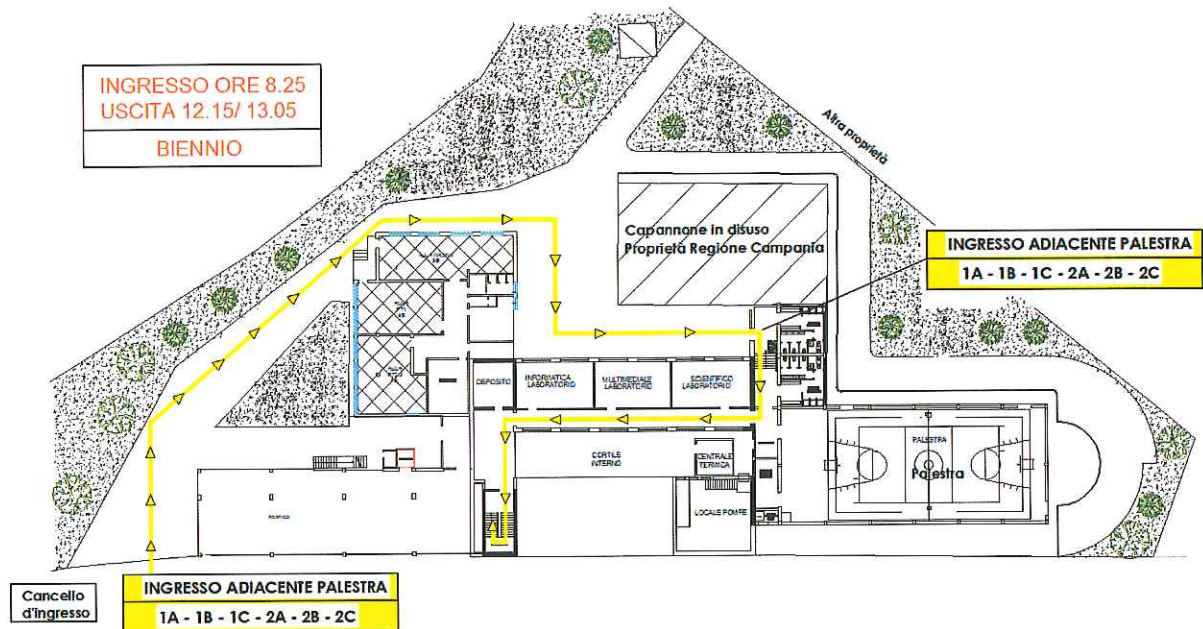 INGRESSO ORE 8.25
USCITA 12.15/ 13.05
BIENNIO
Altra proprietà
Capannone in disuso
Proprietà Regione Campania
INGRESSO ADIACENTE PALESTRA
1A - 1B - 1C - 2A - 2B - 2C
DEPOSITO
INFORMATICA
LABORATORIO
MULTIMEDIALE
LABORATORIO
SCIENTIFICO
LABORATORIO
CORTILE
INTERNO
CENTRALE
TERMICA
LOCALE POMPE
PALESTRA
Palestra
Cancello
d'ingresso
INGRESSO ADIACENTE PALESTRA
1A - 1B - 1C - 2A - 2B - 2C